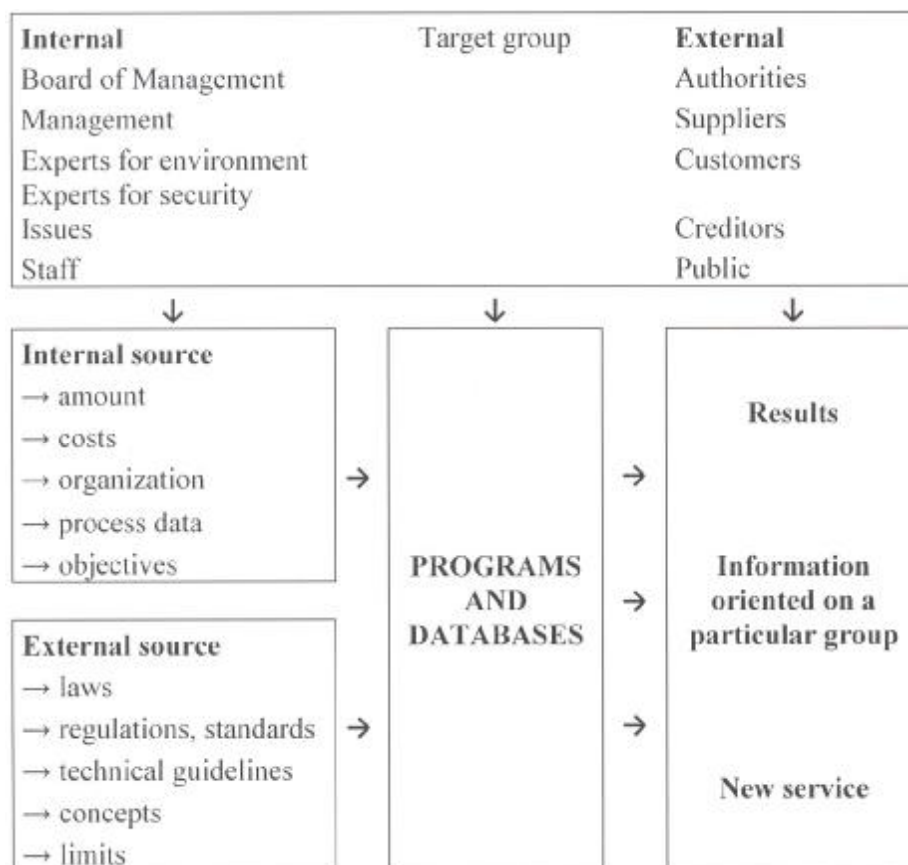 Internal
Target group
External
Board of Management
Authorities
Management
Suppliers
Experts for environment
Customers
Experts for security
Issues
Creditors
Staff
Public
↓ ↓ ↓
Internal source
→ amount
→ costs
→ organization
→ process data
→ objectives
→
External source
→ laws
→ regulations, standards
→ technical guidelines
→ concepts
→ limits
→
PROGRAMS
AND
DATABASES
→
→
→
Results
Information
oriented on a
particular group
New service